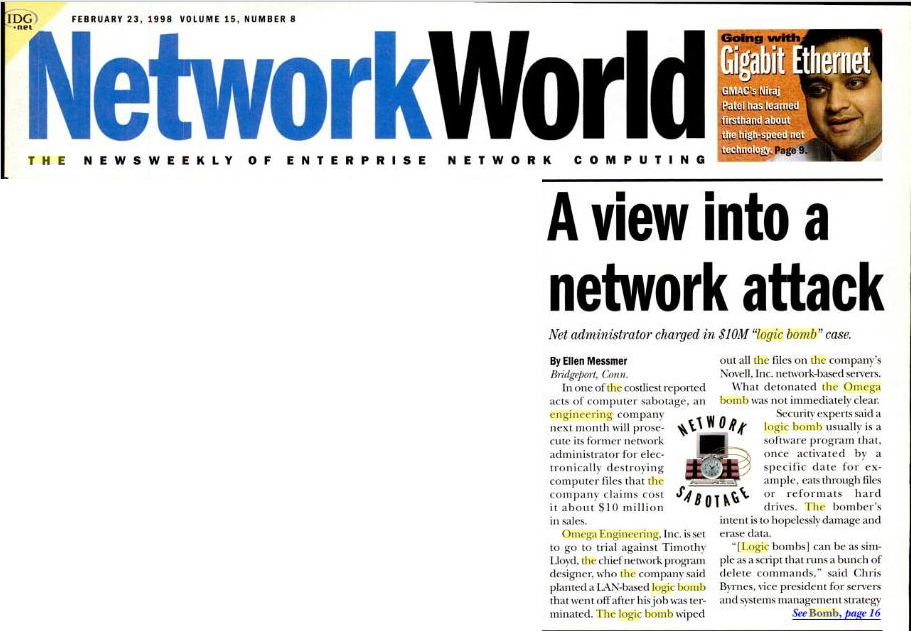 IDG
.net
FEBRUARY 23, 1998 VOLUME 15, NUMBER 8
NetworkWorld
THE NEWSWEEKLY OF ENTERPRISE NETWORK COMPUTING
Going with
Gigabit Ethernet
GMAC's Niraj
Patel has learned
firsthand about
the high-speed net
technology. Page 9.
A view into a
network attack
Net administrator charged in $10M “logic bomb” case.
By Ellen Messmer
Bridgeport, Conn.
In one of the costliest reported
acts of computer sabotage, an
engineering company
next month will prose-
cute its former network
administrator for elec-
tronically destroying
computer files that the
company claims cost
it about $10 million
in sales.
Omega Engineering, Inc. is set
to go to trial against Timothy
Lloyd, the chief network program
designer, who the company said
planted a LAN-based logic bomb
that went off after his job was ter-
minated. The logic bomb wiped
NETWORK
SABOTAGE
out all the files on the company's
Novell, Inc. network-based servers.
What detonated the Omega
bomb was not immediately clear.
Security experts said a
logic bomb usually is a
software program that,
once activated by a
specific date for ex-
ample, eats through files
or reformats hard
drives. The bomber's
intent is to hopelessly damage and
erase data.
“[Logic bombs] can be as sim-
ple as a script that runs a bunch of
delete commands,” said Chris
Byrnes, vice president for servers
and systems management strategy
See Bomb, page 16